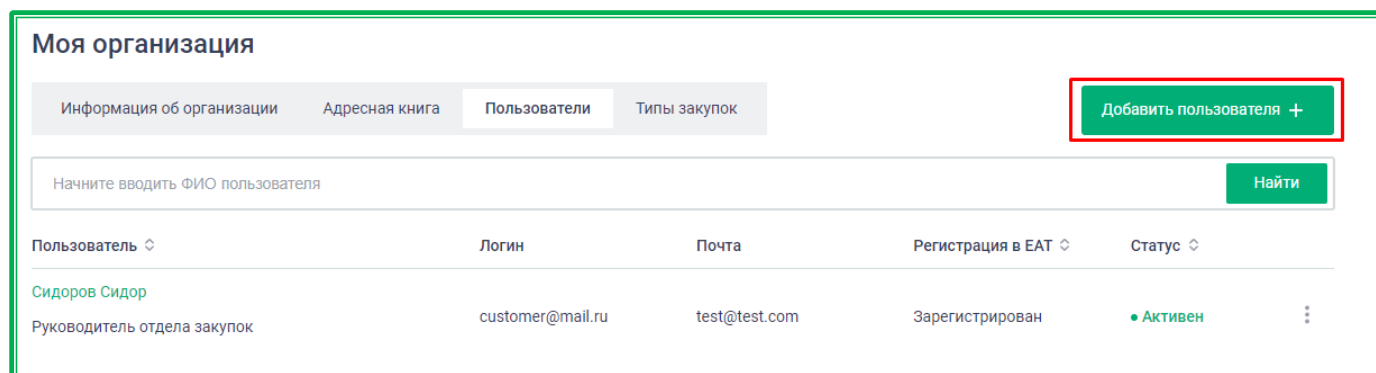 Моя организация
Информация об организации Адресная книга Пользователи Типы закупок Добавить пользователя +
Начните вводить ФИО пользователя Найти
Пользователь Логин Почта Регистрация в ЕАТ Статус
Сидоров Сидор
Руководитель отдела закупок customer@mail.ru test@test.com Зарегистрирован Активен